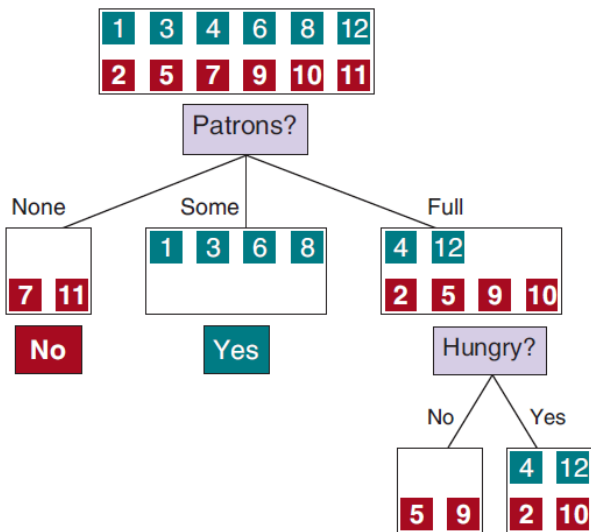 1 3 4 6 8 12
2 5 7 9 10 11
Patrons?
None Some Full
1 3 6 8 4 12
7 11 2 5 9 10
No Yes Hungry?
No Yes
4 12
5 9 2 10